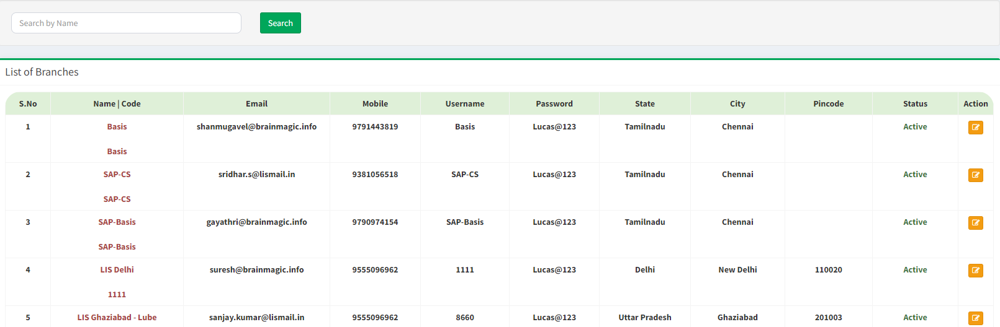 Search by Name Search
List of Branches
S.No Name | Code Email Mobile Username Password State City Pincode Status Action
1 Basis shanmugavel@brainmagic.info 9791443819 Basis Lucas@123 Tamilnadu Chennai Active
Basis
2 SAP-CS sridhar.s@lismail.in 9381056518 SAP-CS Lucas@123 Tamilnadu Chennai Active
SAP-CS
3 SAP-Basis gayathri@brainmagic.info 9790974154 SAP-Basis Lucas@123 Tamilnadu Chennai Active
SAP-Basis
4 LIS Delhi suresh@brainmagic.info 9555096962 1111 Lucas@123 Delhi New Delhi 110020 Active
1111
5 LIS Ghaziabad - Lube sanjay.kumar@lismail.in 9555096962 8660 Lucas@123 Uttar Pradesh Ghaziabad 201003 Active